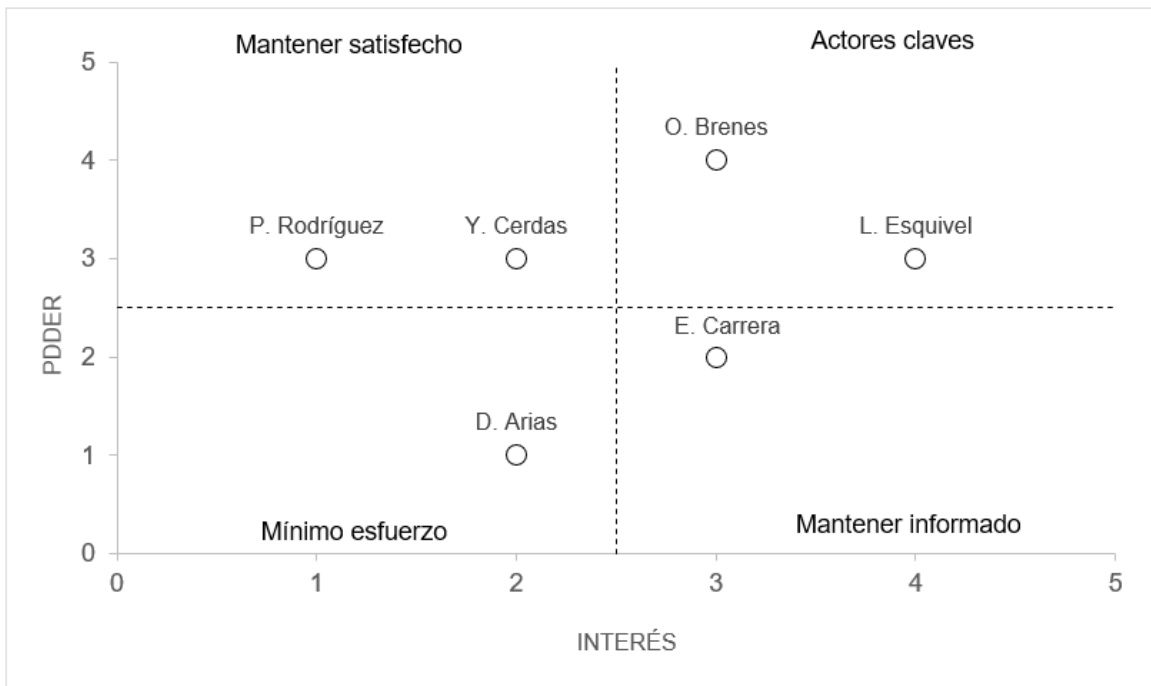 Mantener satisfecho
Actores claves
5
O. Brenes
4
P. Rodríguez
Y. Cerdas
L. Esquivel
3
PDDER
E. Carrera
2
D. Arias
1
Mínimo esfuerzo
Mantener informado
0
0 1 2 3 4 5
INTERÉS